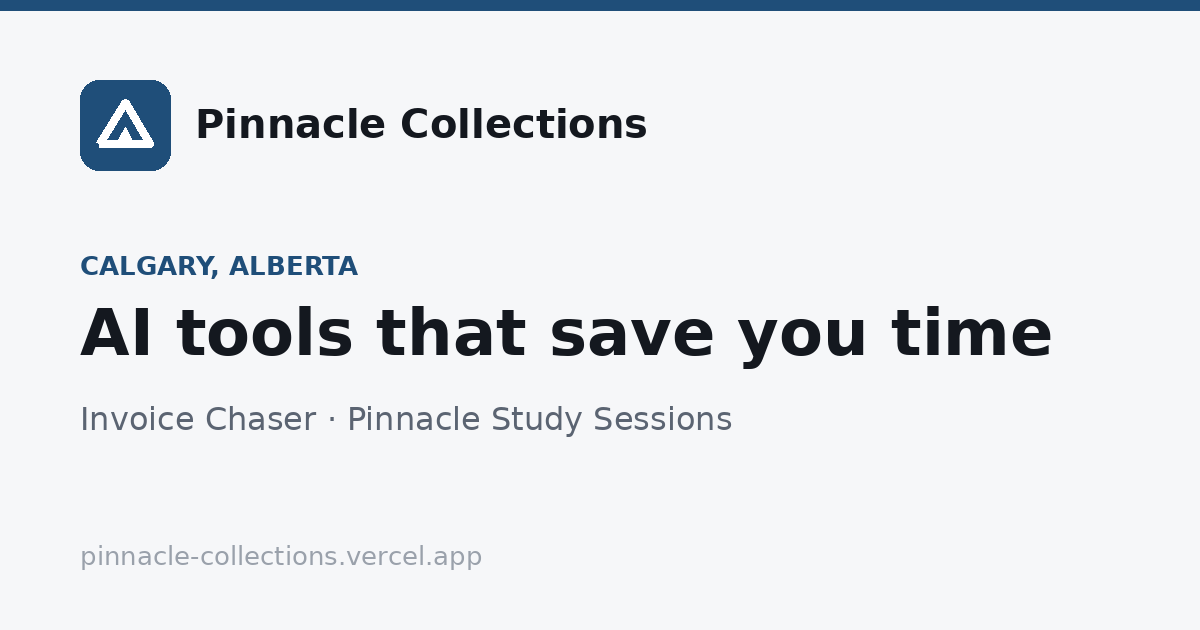 Pinnacle Collections
CALGARY, ALBERTA
AI tools that save you time
Invoice Chaser · Pinnacle Study Sessions
pinnacle-collections.vercel.app